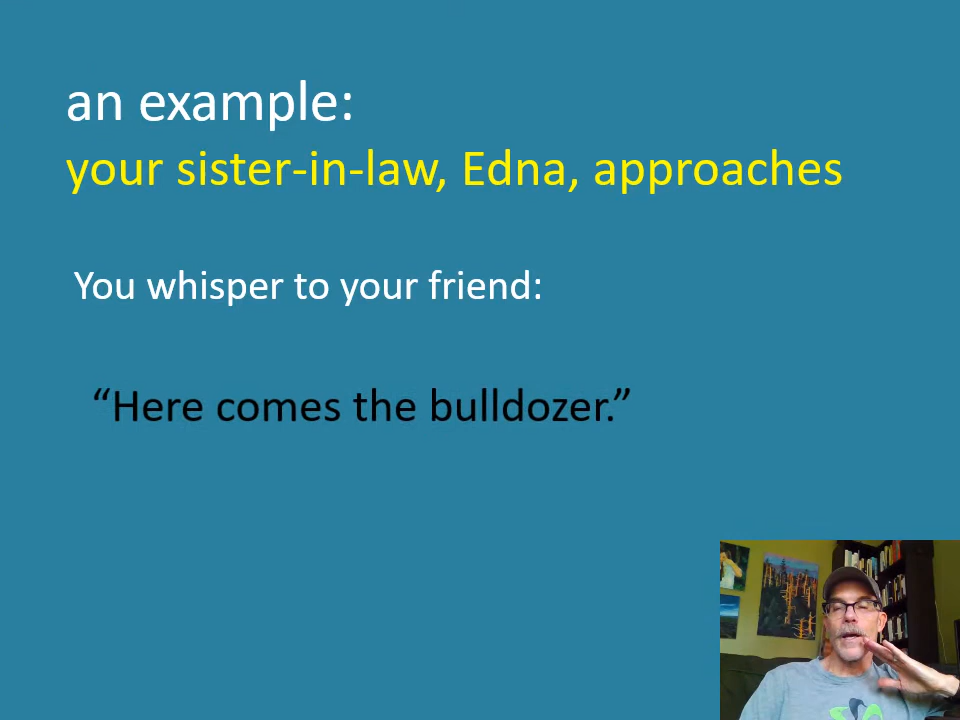 an example:
your sister-in-law, Edna, approaches
You whisper to your friend:
“Here comes the bulldozer.”